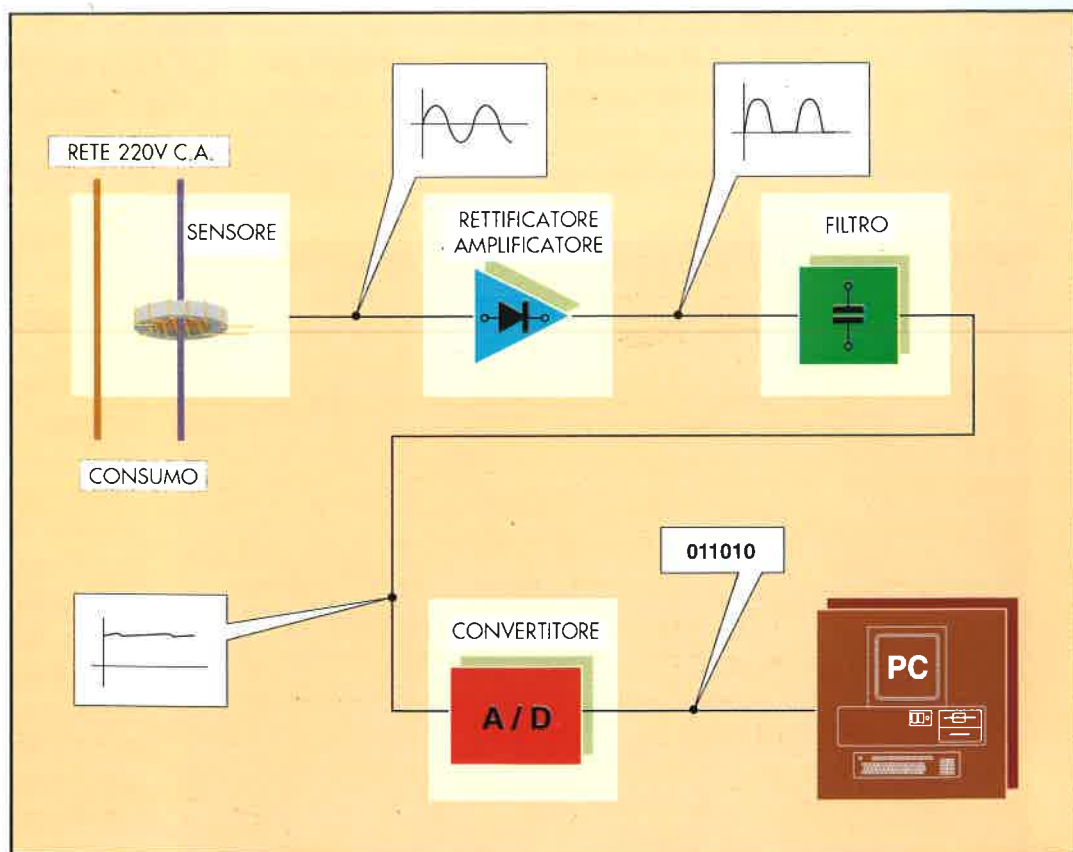 RETE 220V C.A.
SENSORE
RETTIFICATORE
AMPLIFICATORE
FILTRO
CONSUMO
011010
CONVERTITORE
A / D
PC